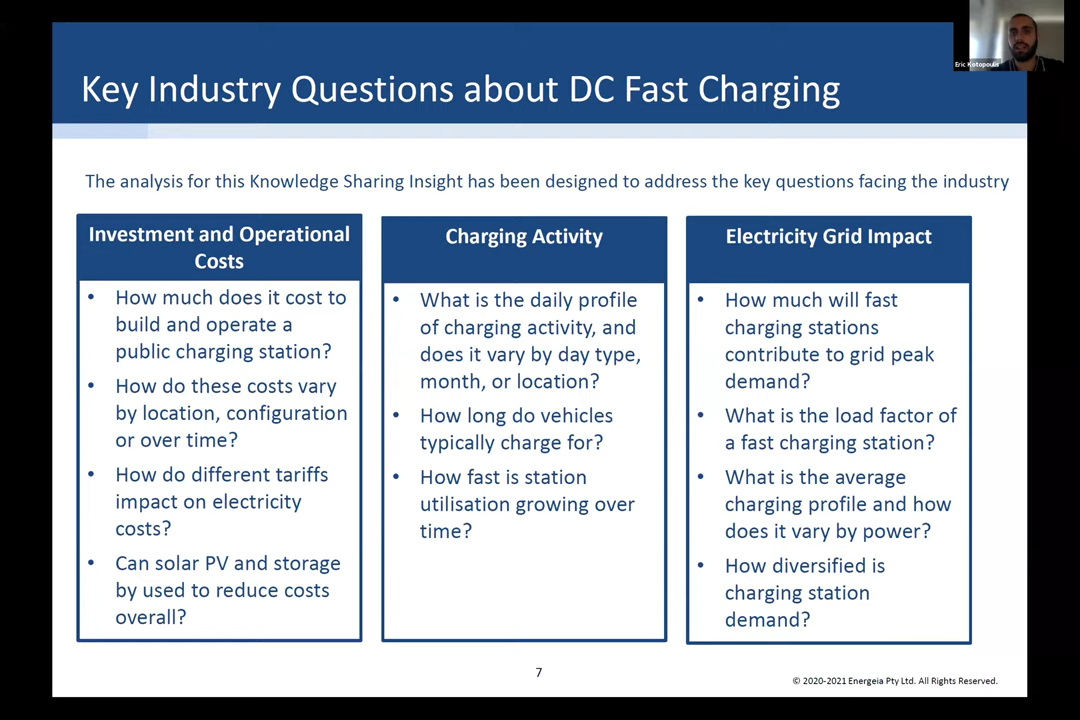 Eric Kotopoulis
Key Industry Questions about DC Fast Charging
The analysis for this Knowledge Sharing Insight has been designed to address the key questions facing the industry
Investment and Operational
Costs
• How much does it cost to
build and operate a
public charging station?
• How do these costs vary
by location, configuration
or over time?
• How do different tariffs
impact on electricity
costs?
• Can solar PV and storage
by used to reduce costs
overall?
Charging Activity
• What is the daily profile
of charging activity, and
does it vary by day type,
month, or location?
• How long do vehicles
typically charge for?
• How fast is station
utilisation growing over
time?
Electricity Grid Impact
• How much will fast
charging stations
contribute to grid peak
demand?
• What is the load factor of
a fast charging station?
• What is the average
charging profile and how
does it vary by power?
• How diversified is
charging station
demand?
7
© 2020-2021 Energeia Pty Ltd. All Rights Reserved.